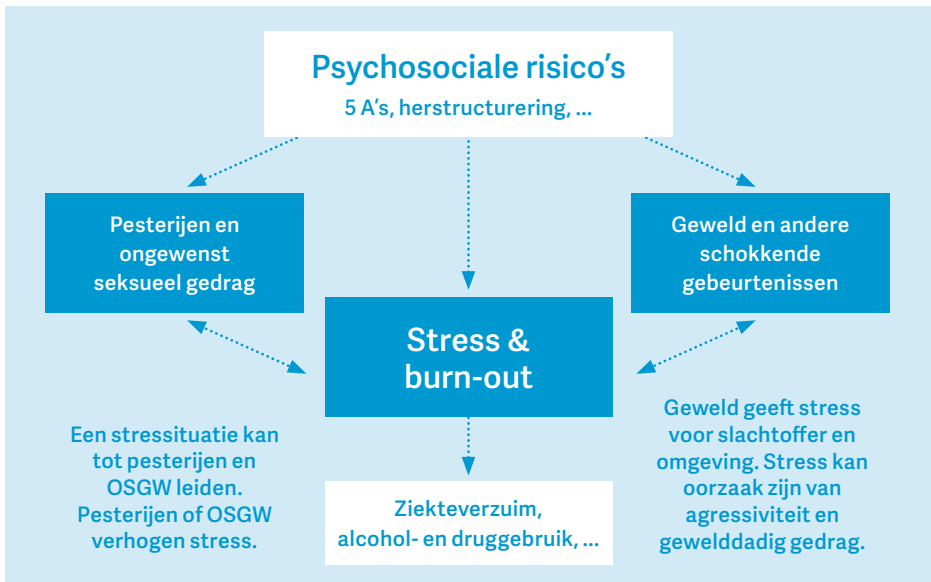 Psychosociale risico's
5 A's, herstructurering, ...
Pesterijen en
ongewenst
seksueel gedrag
Geweld en andere
schokkende
gebeurtenissen
Stress &
burn-out
Een stressituatie kan
tot pesterijen en
OSGW leiden.
Pesterijen of OSGW
verhogen stress.
Geweld geeft stress
voor slachtoffer en
omgeving. Stress kan
oorzaak zijn van
agressiviteit en
gewelddadig gedrag.
Ziekteverzuim,
alcohol- en druggebruik, ...